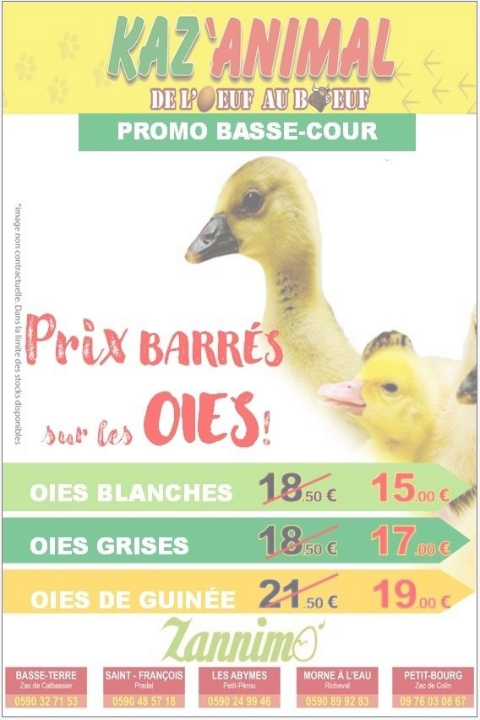 KAZ'ANIMAL
DE L'OEUF AU BOEUF
PROMO BASSE-COUR
*image non contractuelle. Dans la limite des stocks disponibles
Prix BARRÉS
sur les OIES!
OIES BLANCHES 18.50 € 15.00 €
OIES GRISES 18.50 € 17.00 €
OIES DE GUINÉE 21.50 € 19.00 €
Zannimo
BASSE-TERRE SAINT - FRANÇOIS LES ABYMES MORNE À L'EAU PETIT-BOURG
Zac de Calbassier Pradel Petit-Pérou Richeval Zac de Colin
0590 32 71 53 0590 48 57 18 0590 24 99 46 0590 89 92 83 09 76 03 08 67